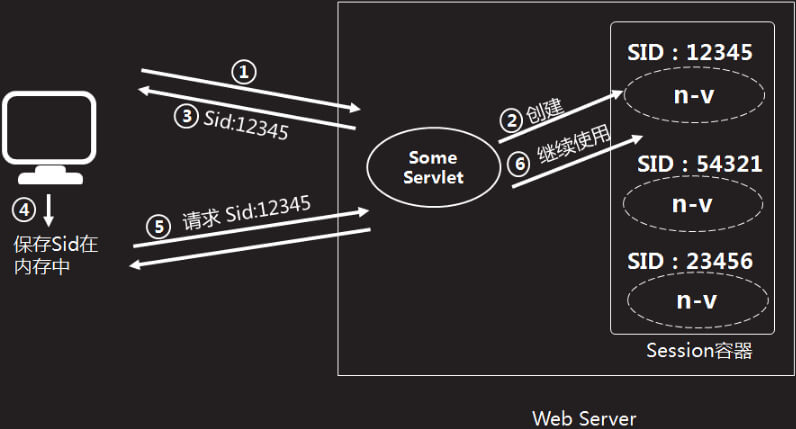 ①
③ Sid:12345
④
保存Sid在
内存中
⑤ 请求 Sid:12345
Some
Servlet
② 创建
⑥ 继续使用
SID：12345
n-v
SID：54321
n-v
SID：23456
n-v
Session容器
Web Server